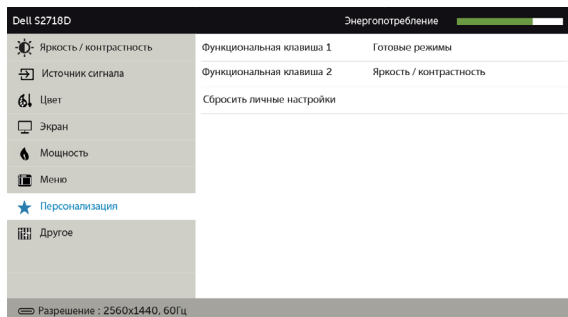 Dell S2718D Энергопотребление
Яркость / контрастность Функциональная клавиша 1 Готовые режимы
Источник сигнала Функциональная клавиша 2 Яркость / контрастность
Цвет Сбросить личные настройки
Экран
Мощность
Меню
Персонализация
Другое
Разрешение : 2560x1440, 60Гц